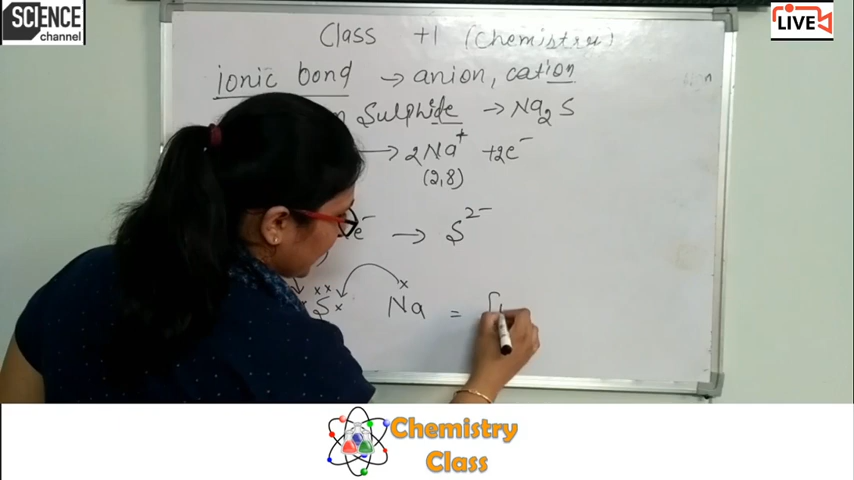 SCIENCE
channel
LIVE
Class +1 (Chemistry)
ionic bond → anion, cation
Sulphide → Na₂S
→ 2Na⁺ +2e⁻
(2,8)
e⁻ → S²⁻
xx
S x Na x =
Chemistry
Class